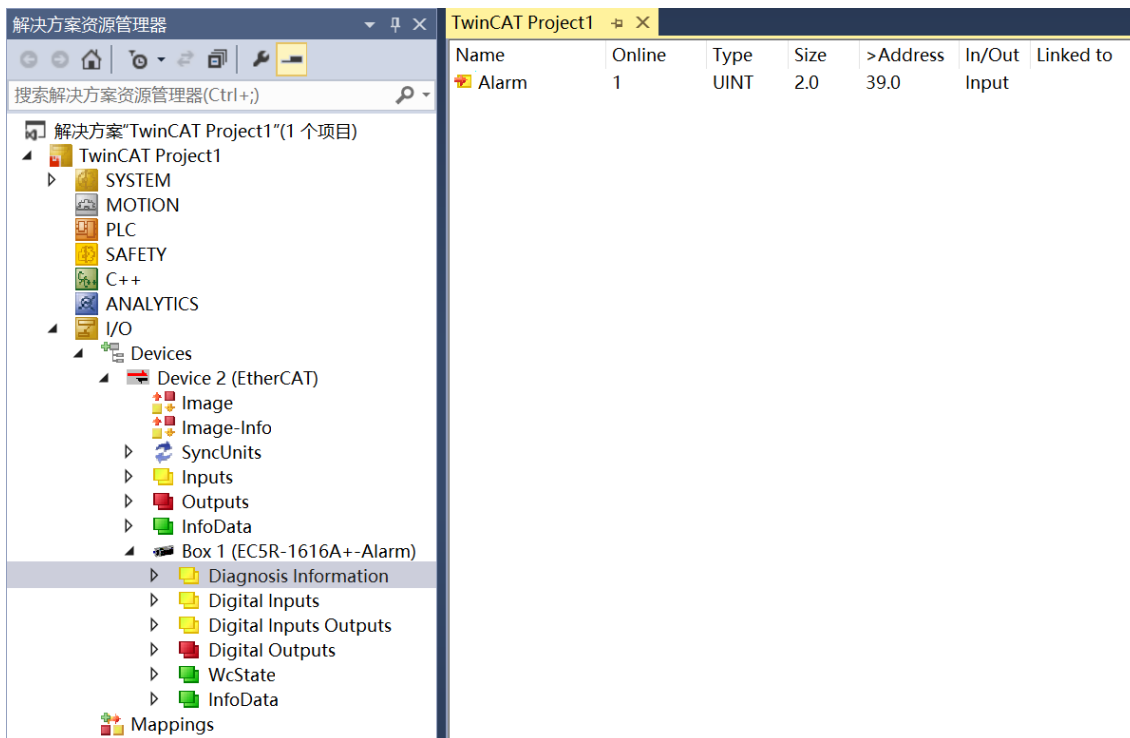 解决方案资源管理器
搜索解决方案资源管理器(Ctrl+;)
解决方案"TwinCAT Project1"(1 个项目)
TwinCAT Project1
SYSTEM
MOTION
PLC
SAFETY
C++
ANALYTICS
I/O
Devices
Device 2 (EtherCAT)
Image
Image-Info
SyncUnits
Inputs
Outputs
InfoData
Box 1 (EC5R-1616A+-Alarm)
Diagnosis Information
Digital Inputs
Digital Inputs Outputs
Digital Outputs
WcState
InfoData
Mappings
TwinCAT Project1
Name Online Type Size >Address In/Out Linked to
Alarm 1 UINT 2.0 39.0 Input